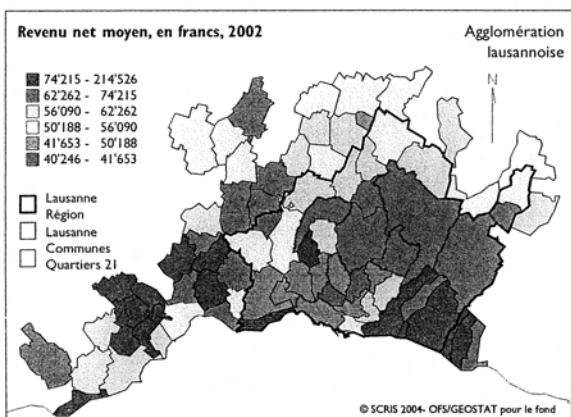 Revenu net moyen, en francs, 2002
Agglomération
lausannoise
N
74'215 - 214'526
62'262 - 74'215
56'090 - 62'262
50'188 - 56'090
41'653 - 50'188
40'246 - 41'653
Lausanne
Région
Lausanne
Communes
Quartiers 21
© SCRIS 2004- OFS/GEOSTAT pour le fond